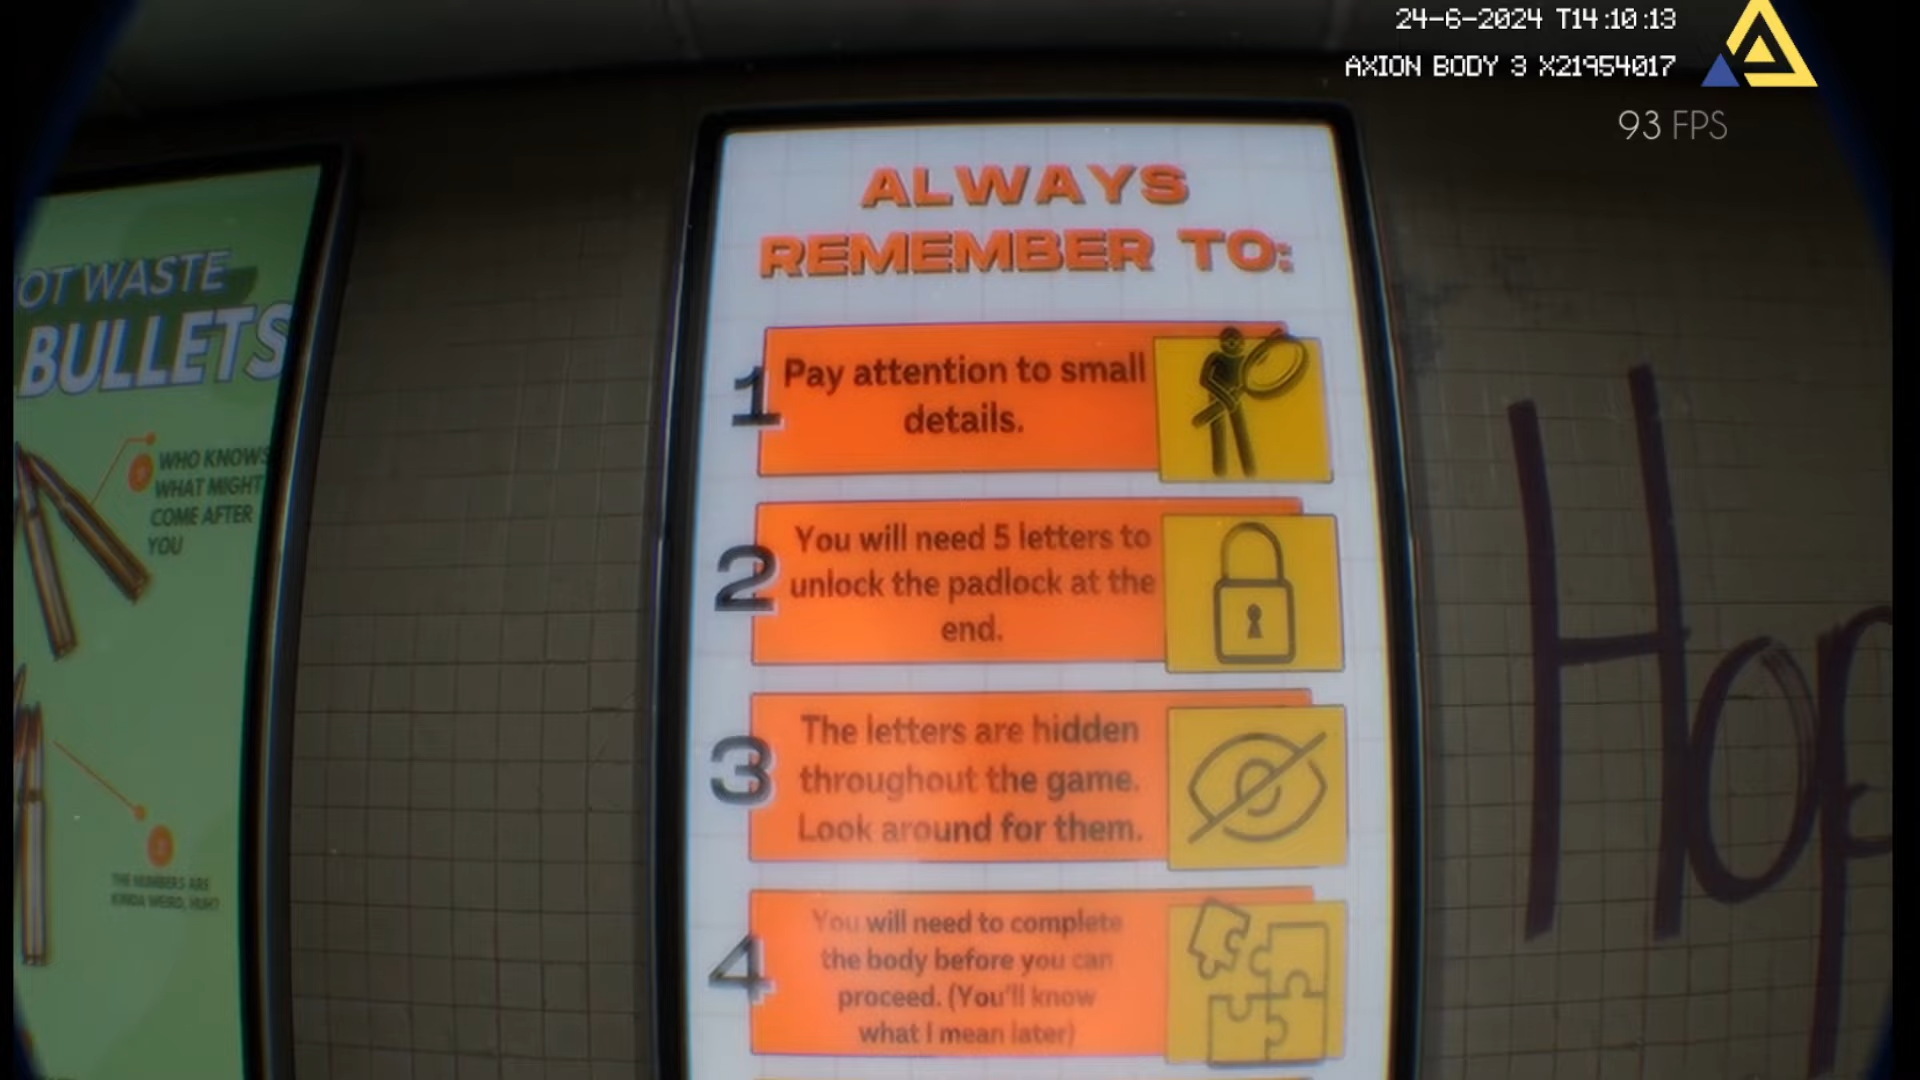 24-6-2024 T14:10:13
AXION BODY 3 X21954017
93 FPS
OT WASTE
BULLETS
WHO KNOWS
WHAT MIGHT
COME AFTER
YOU
THE NUMBERS ARE
KINDA WEIRD, HUH?
ALWAYS
REMEMBER TO:
1
Pay attention to small
details.
2
You will need 5 letters to
unlock the padlock at the
end.
3
The letters are hidden
throughout the game.
Look around for them.
4
You will need to complete
the body before you can
proceed. (You'll know
what I mean later)
Hop